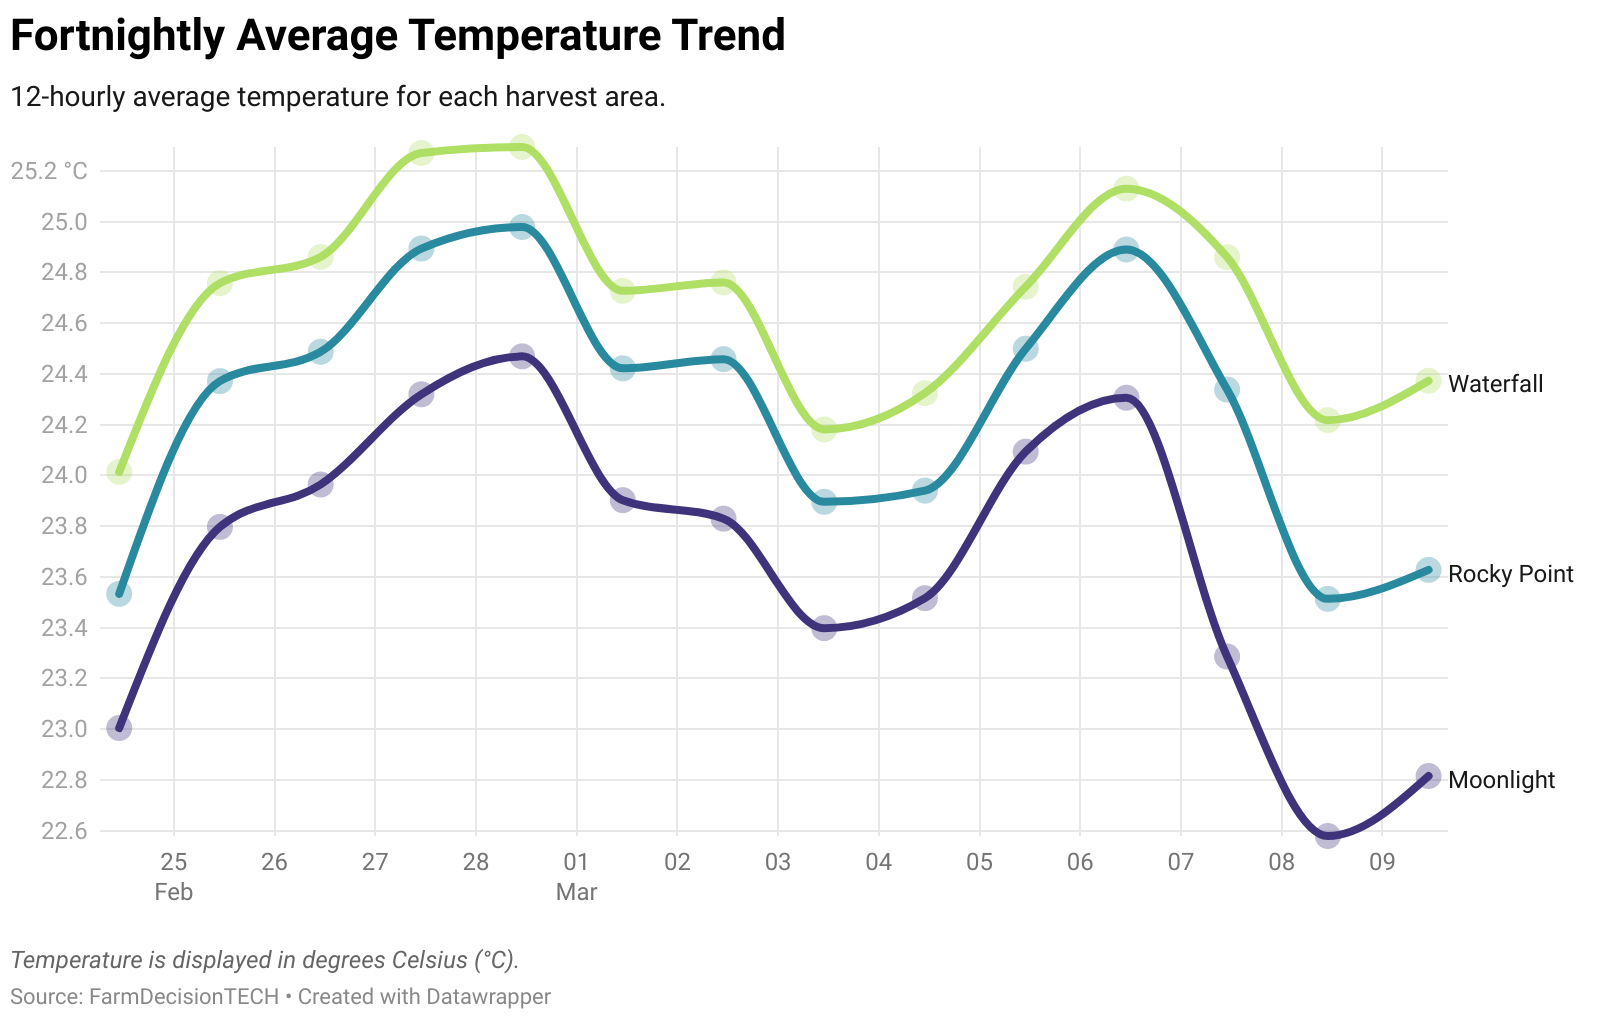 Fortnightly Average Temperature Trend
12-hourly average temperature for each harvest area.
25.2 °C
25.0
24.8
24.6
24.4
24.2
24.0
23.8
23.6
23.4
23.2
23.0
22.8
22.6
Waterfall
Rocky Point
Moonlight
25 26 27 28 01 02 03 04 05 06 07 08 09
Feb Mar
Temperature is displayed in degrees Celsius (°C).
Source: FarmDecisionTECH • Created with Datawrapper